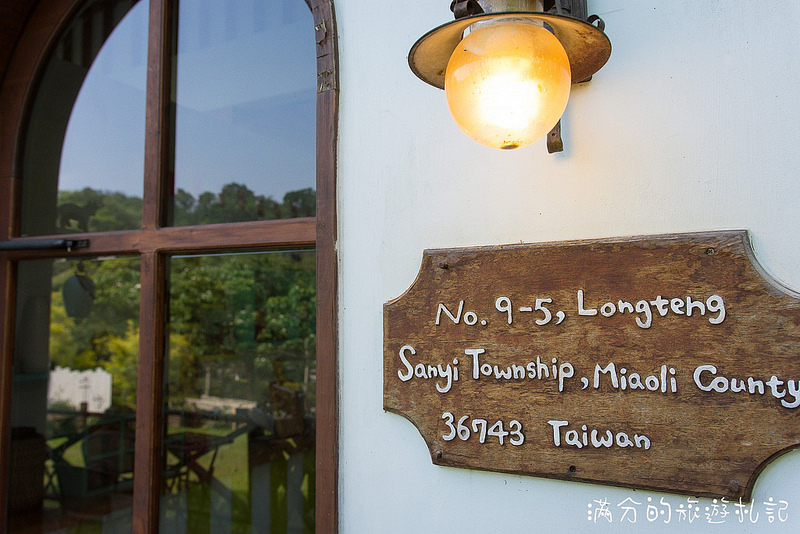 No. 9-5, Longteng
Sanyi Township, Miaoli County
36743 Taiwan
滿分的旅遊札記